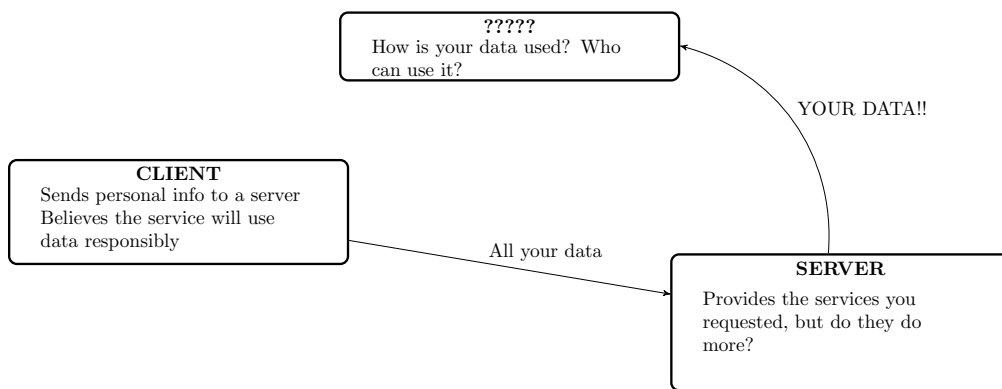 ?????
How is your data used? Who
can use it?
YOUR DATA!!
CLIENT
Sends personal info to a server
Believes the service will use
data responsibly
All your data
SERVER
Provides the services you
requested, but do they do
more?